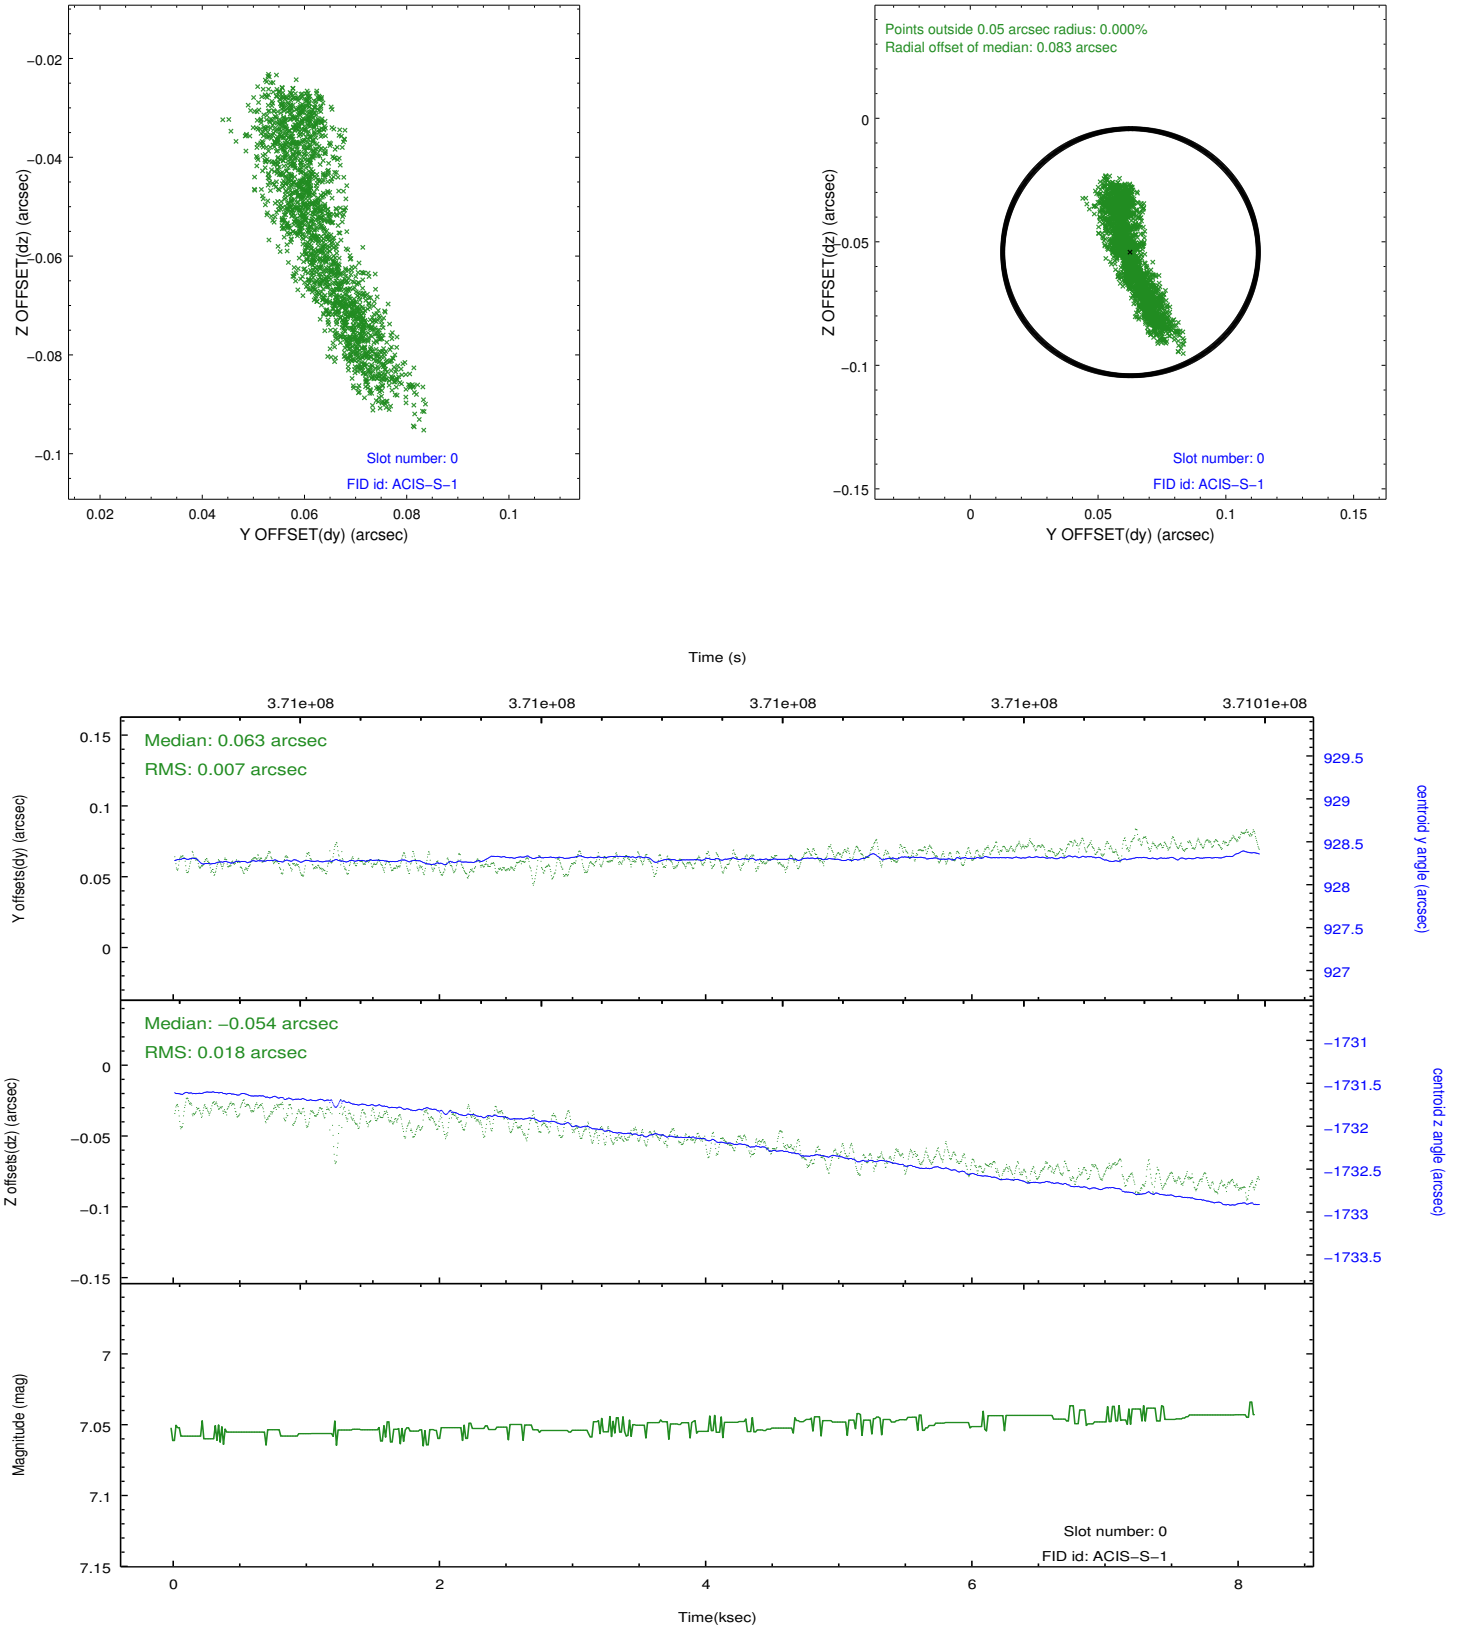 −0.02
−0.04
−0.06
−0.08
−0.1
Z OFFSET(dz) (arcsec)
Slot number: 0
FID id: ACIS−S−1
0.02
0.04
0.06
0.08
0.1
Y OFFSET(dy) (arcsec)
Points outside 0.05 arcsec radius: 0.000%
Radial offset of median: 0.083 arcsec
0
−0.05
−0.1
−0.15
Z OFFSET(dz) (arcsec)
Slot number: 0
FID id: ACIS−S−1
0
0.05
0.1
0.15
Y OFFSET(dy) (arcsec)
Time (s)
3.71e+08
3.71e+08
3.71e+08
3.71e+08
3.7101e+08
Median: 0.063 arcsec
RMS: 0.007 arcsec
0.15
0.1
0.05
0
Y offsets(dy) (arcsec)
929.5
929
928.5
928
927.5
927
centroid y angle (arcsec)
Median: −0.054 arcsec
RMS: 0.018 arcsec
0
−0.05
−0.1
−0.15
Z offsets(dz) (arcsec)
−1731
−1731.5
−1732
−1732.5
−1733
−1733.5
centroid z angle (arcsec)
7
7.05
7.1
7.15
Magnitude (mag)
Slot number: 0
FID id: ACIS−S−1
0
2
4
6
8
Time(ksec)